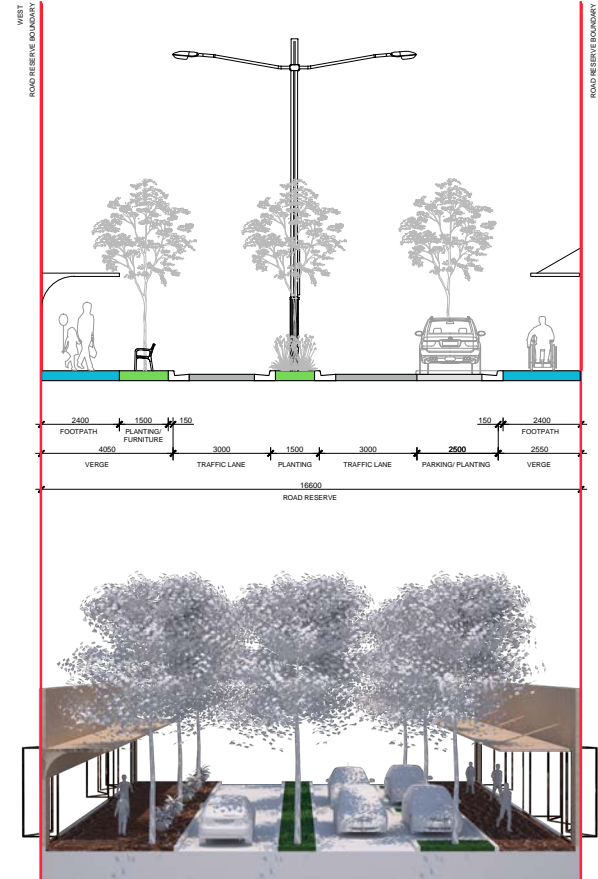 WEST
ROAD RESERVE BOUNDARY
ROAD RESERVE BOUNDARY
2400
1500
150
150
2400
FOOTPATH
PLANTING/
FURNITURE
FOOTPATH
4050
3000
1500
3000
2500
2550
VERGE
TRAFFIC LANE
PLANTING
TRAFFIC LANE
PARKING/ PLANTING
VERGE
16600
ROAD RESERVE